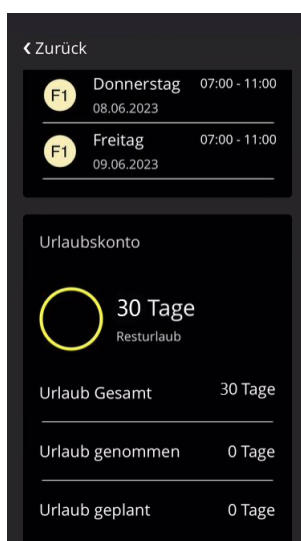 Zurück
F1 Donnerstag 07:00 - 11:00
08.06.2023
F1 Freitag 07:00 - 11:00
09.06.2023
Urlaubskonto
30 Tage
Resturlaub
Urlaub Gesamt 30 Tage
Urlaub genommen 0 Tage
Urlaub geplant 0 Tage